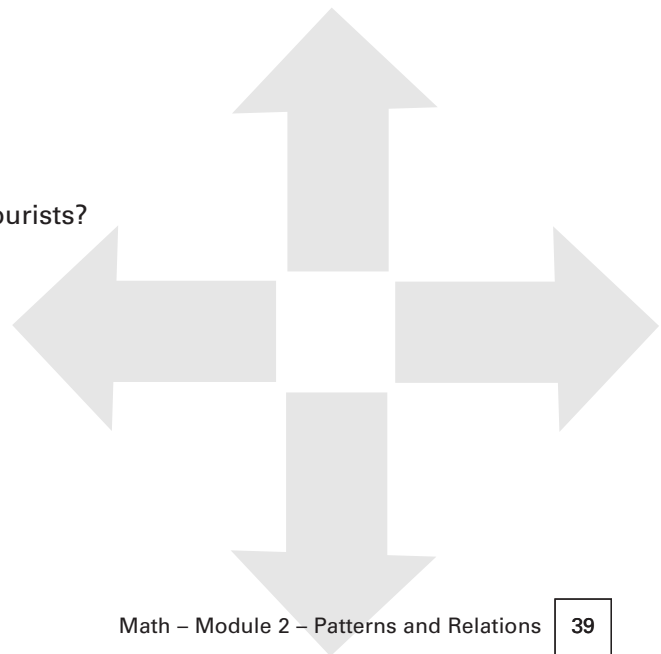 ourists?
Math – Module 2 – Patterns and Relations 39